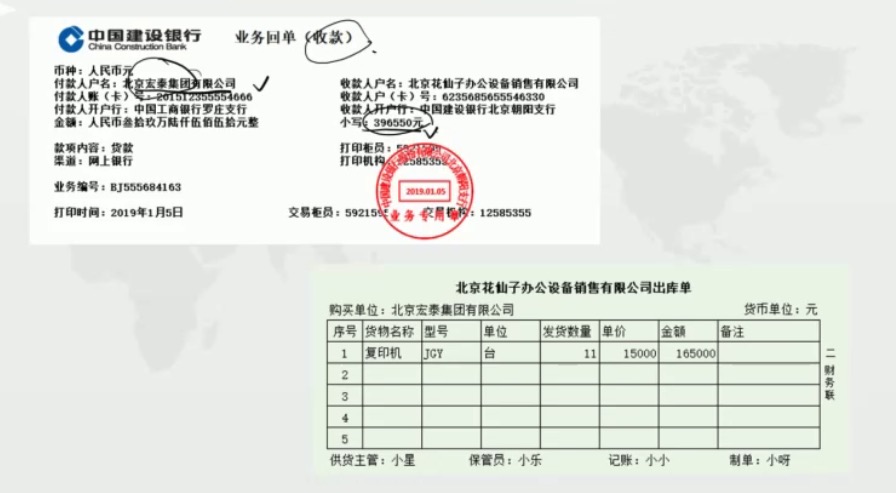 中国建设银行
China Construction Bank
业务回单（收款）
币种：人民币元
付款人户名：北京宏泰集团有限公司
收款人户名：北京花仙子办公设备销售有限公司
付款人账（卡）号：201512355554666
收款人户（卡）号：6235685655546330
付款人开户行：中国工商银行罗庄支行
收款人开户行：中国建设银行北京朝阳支行
金额：人民币叁拾玖万陆仟伍佰伍拾元整
小写：396550元
款项内容：货款
打印柜员：
渠道：网上银行
打印机构：
2019.01.05
业务专用章
业务编号：BJ555684163
打印时间：2019年1月5日
交易柜员：
交易机构：12585355
北京花仙子办公设备销售有限公司出库单
购买单位：北京宏泰集团有限公司
货币单位：元
序号 货物名称 型号 单位 发货数量 单价 金额 备注
1 复印机 JGY 台 11 15000 165000
2
3
4
5
二
财务联
供货主管：小星 保管员：小乐 记账：小小 制单：小呀